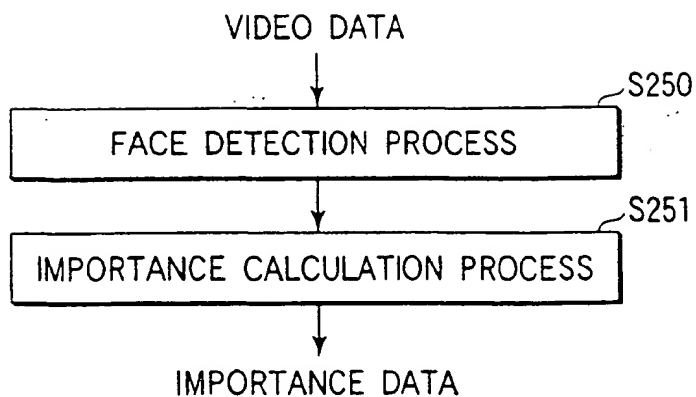 VIDEO DATA
S250
FACE DETECTION PROCESS
S251
IMPORTANCE CALCULATION PROCESS
IMPORTANCE DATA